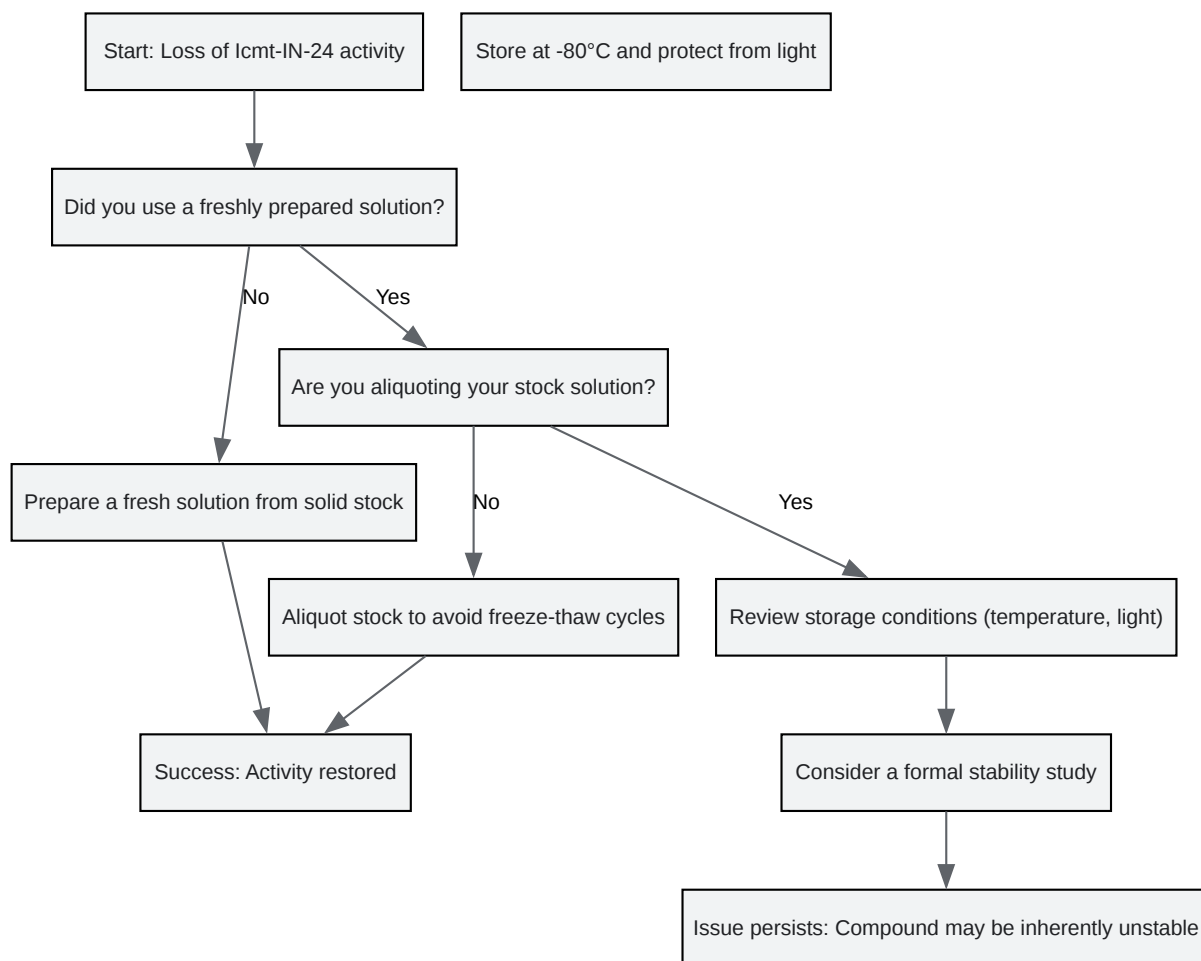 Start: Loss of Icmt-IN-24 activity
Store at -80°C and protect from light
Did you use a freshly prepared solution?
No
Yes
Are you aliquoting your stock solution?
Prepare a fresh solution from solid stock
No
Yes
Aliquot stock to avoid freeze-thaw cycles
Review storage conditions (temperature, light)
Success: Activity restored
Consider a formal stability study
Issue persists: Compound may be inherently unstable